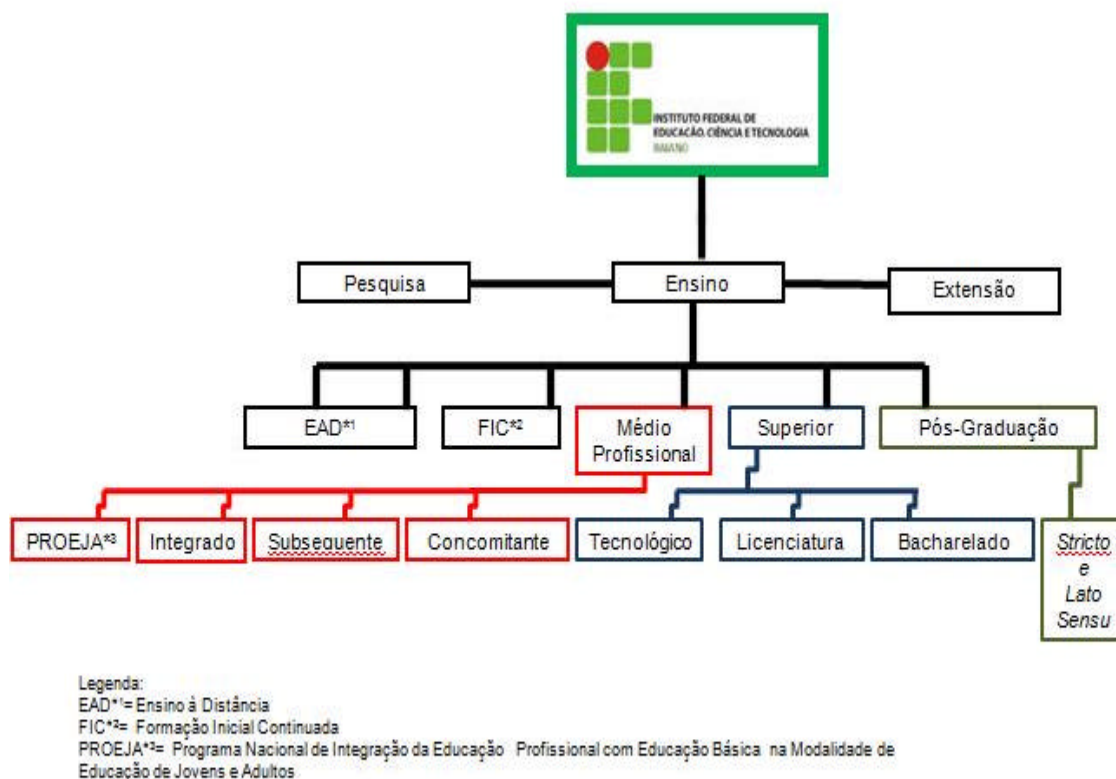 INSTITUTO FEDERAL DE
EDUCAÇÃO, CIÊNCIA E TECNOLOGIA
BAIANO
Pesquisa
Ensino
Extensão
EAD*¹
FIC*²
Médio
Profissional
Superior
Pós-Graduação
PROEJA*³
Integrado
Subsequente
Concomitante
Tecnológico
Licenciatura
Bacharelado
Stricto
e
Lato
Sensu
Legenda:
EAD*¹= Ensino à Distância
FIC*²= Formação Inicial Continuada
PROEJA*³= Programa Nacional de Integração da Educação Profissional com Educação Básica na Modalidade de
Educação de Jovens e Adultos